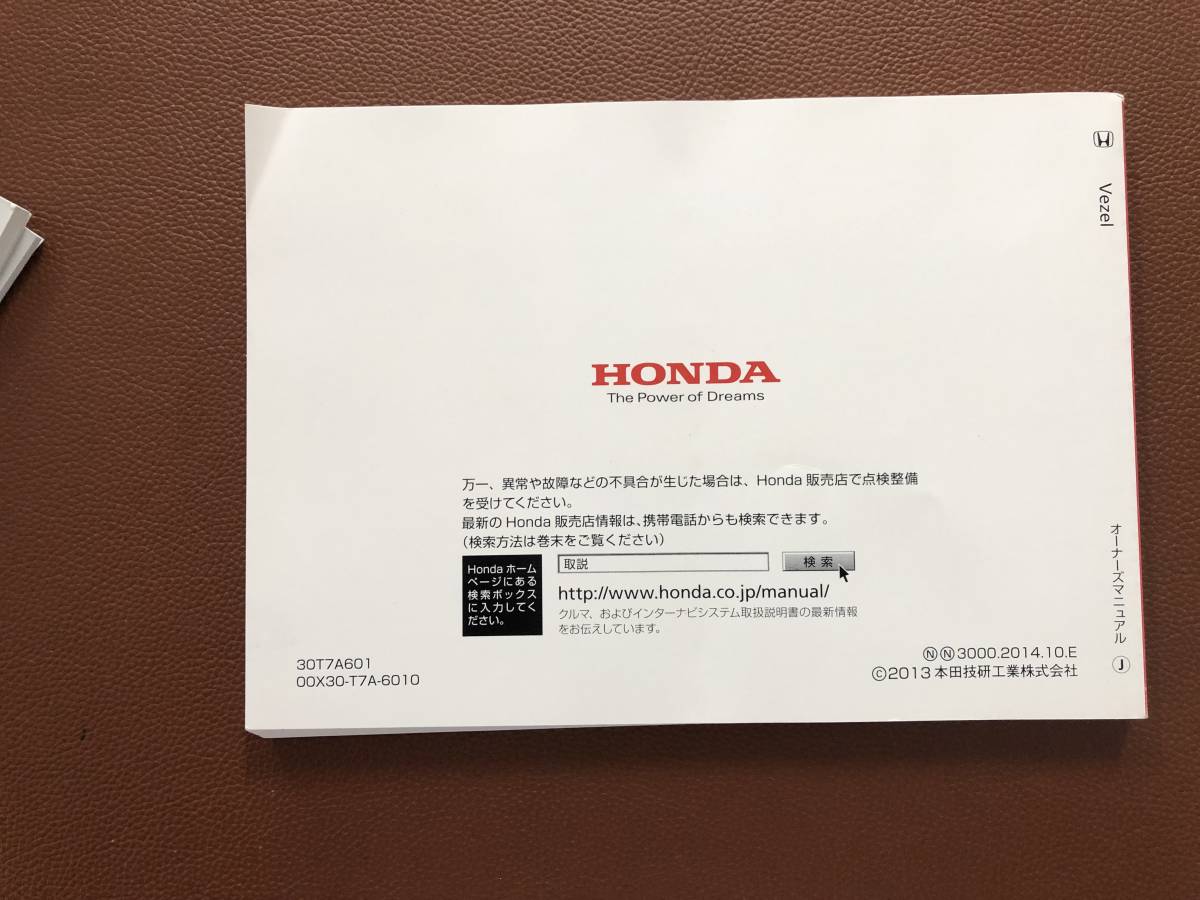 Vezel
HONDA
The Power of Dreams
万一、異常や故障などの不具合が生じた場合は、Honda 販売店で点検整備
を受けてください。
最新の Honda 販売店情報は、携帯電話からも検索できます。
（検索方法は巻末をご覧ください）
Honda ホーム
ページにある
検索ボックス
に入力してく
ださい。
取説
検 索
http://www.honda.co.jp/manual/
クルマ、およびインターナビシステム取扱説明書の最新情報
をお伝えしています。
オーナーズマニュアル
Ⓙ
30T7A601
00X30-T7A-6010
ⓃⓃ3000.2014.10.E
©2013 本田技研工業株式会社